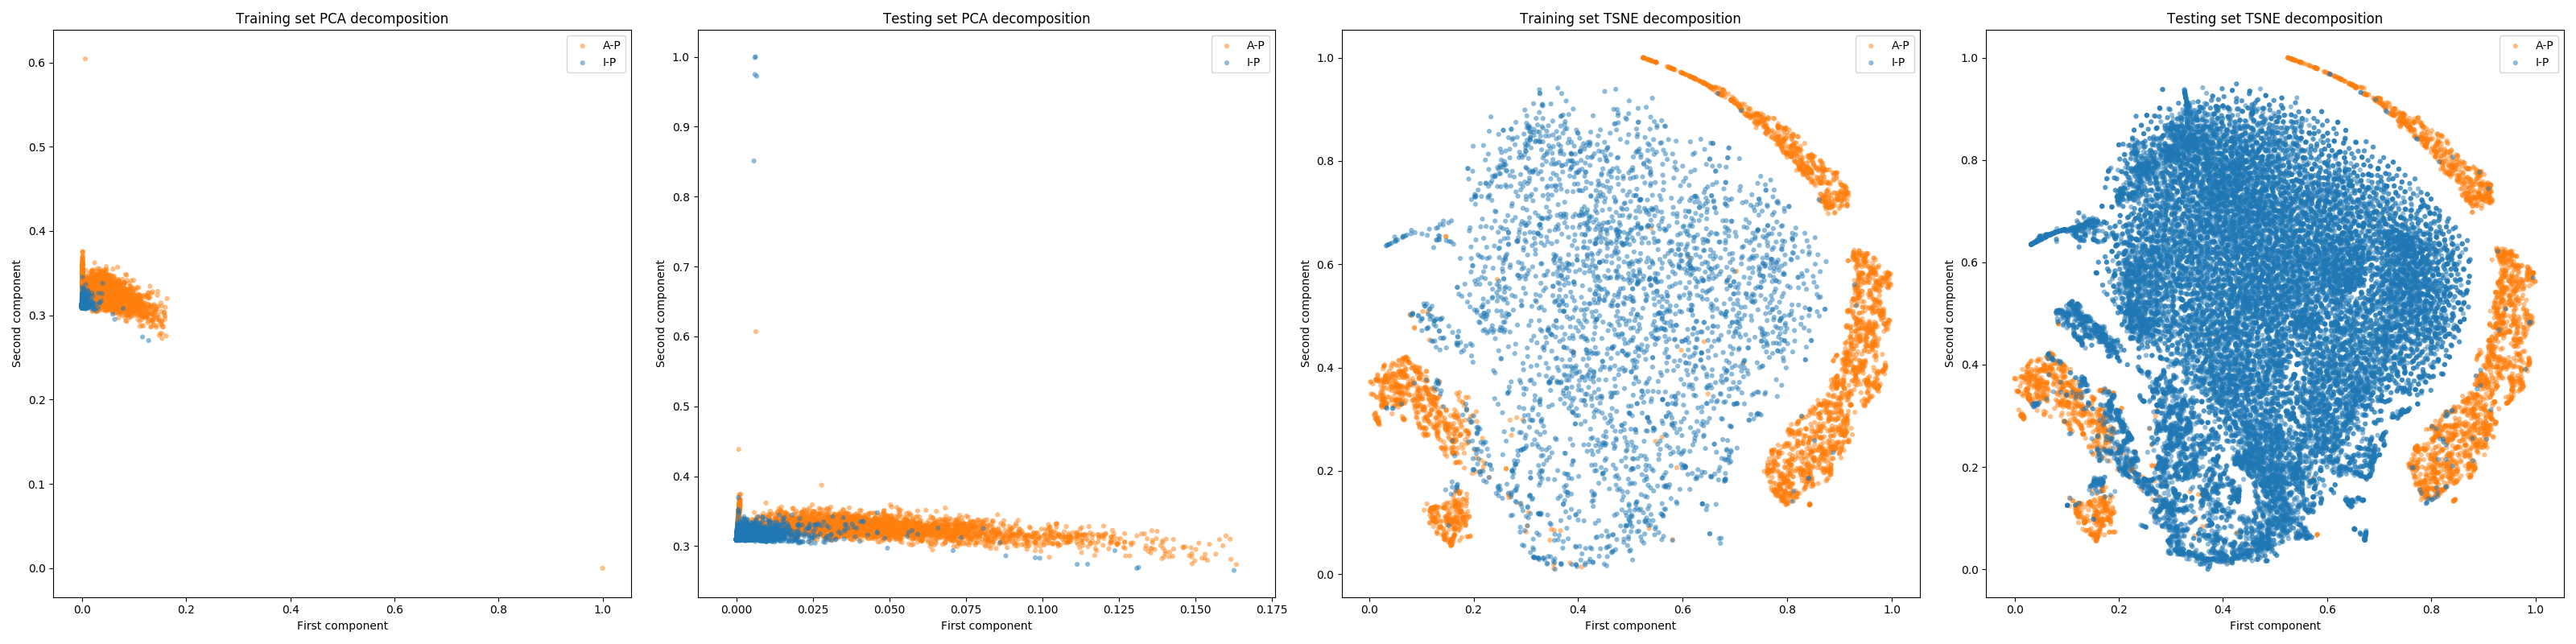 Training set PCA decomposition
A-P
I-P
0.6
0.5
0.4
0.3
0.2
0.1
0.0
Second component
0.0 0.2 0.4 0.6 0.8 1.0
First component
Testing set PCA decomposition
A-P
I-P
1.0
0.9
0.8
0.7
0.6
0.5
0.4
0.3
Second component
0.000 0.025 0.050 0.075 0.100 0.125 0.150 0.175
First component
Training set TSNE decomposition
A-P
I-P
1.0
0.8
0.6
0.4
0.2
0.0
Second component
0.0 0.2 0.4 0.6 0.8 1.0
First component
Testing set TSNE decomposition
A-P
I-P
1.0
0.8
0.6
0.4
0.2
0.0
Second component
0.0 0.2 0.4 0.6 0.8 1.0
First component